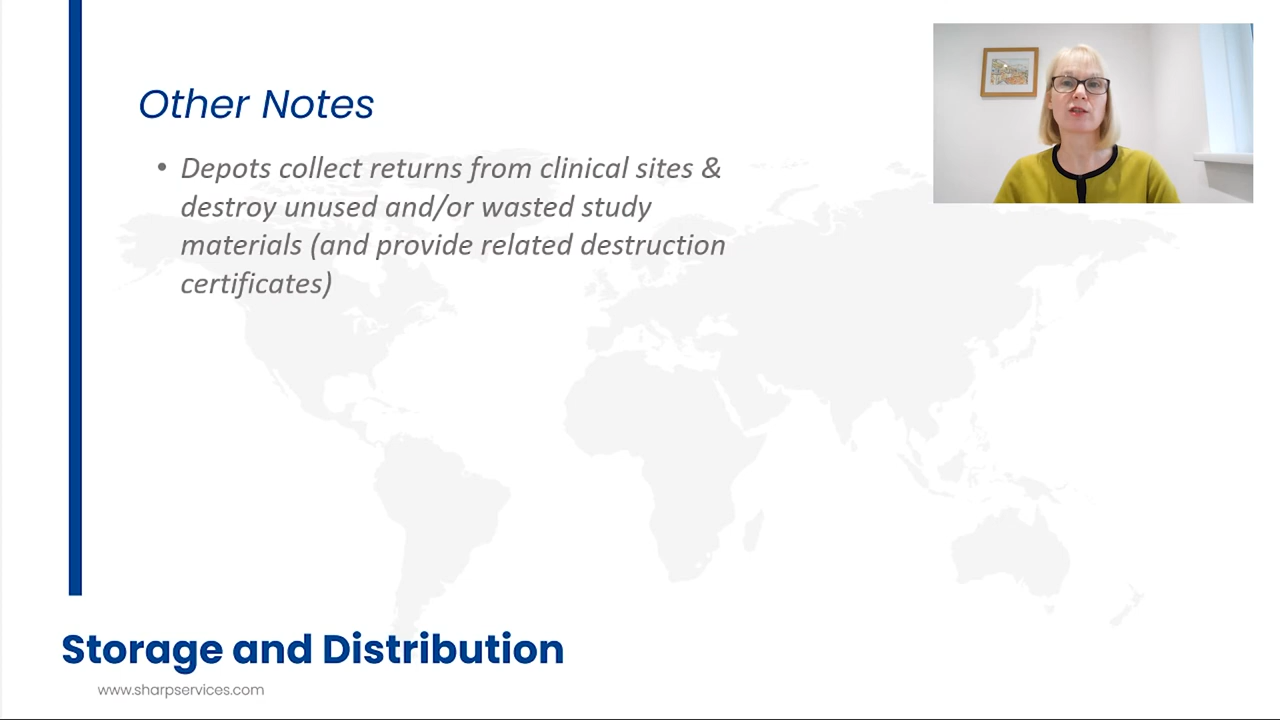 Other Notes
• Depots collect returns from clinical sites &
destroy unused and/or wasted study
materials (and provide related destruction
certificates)
Storage and Distribution
www.sharpservices.com